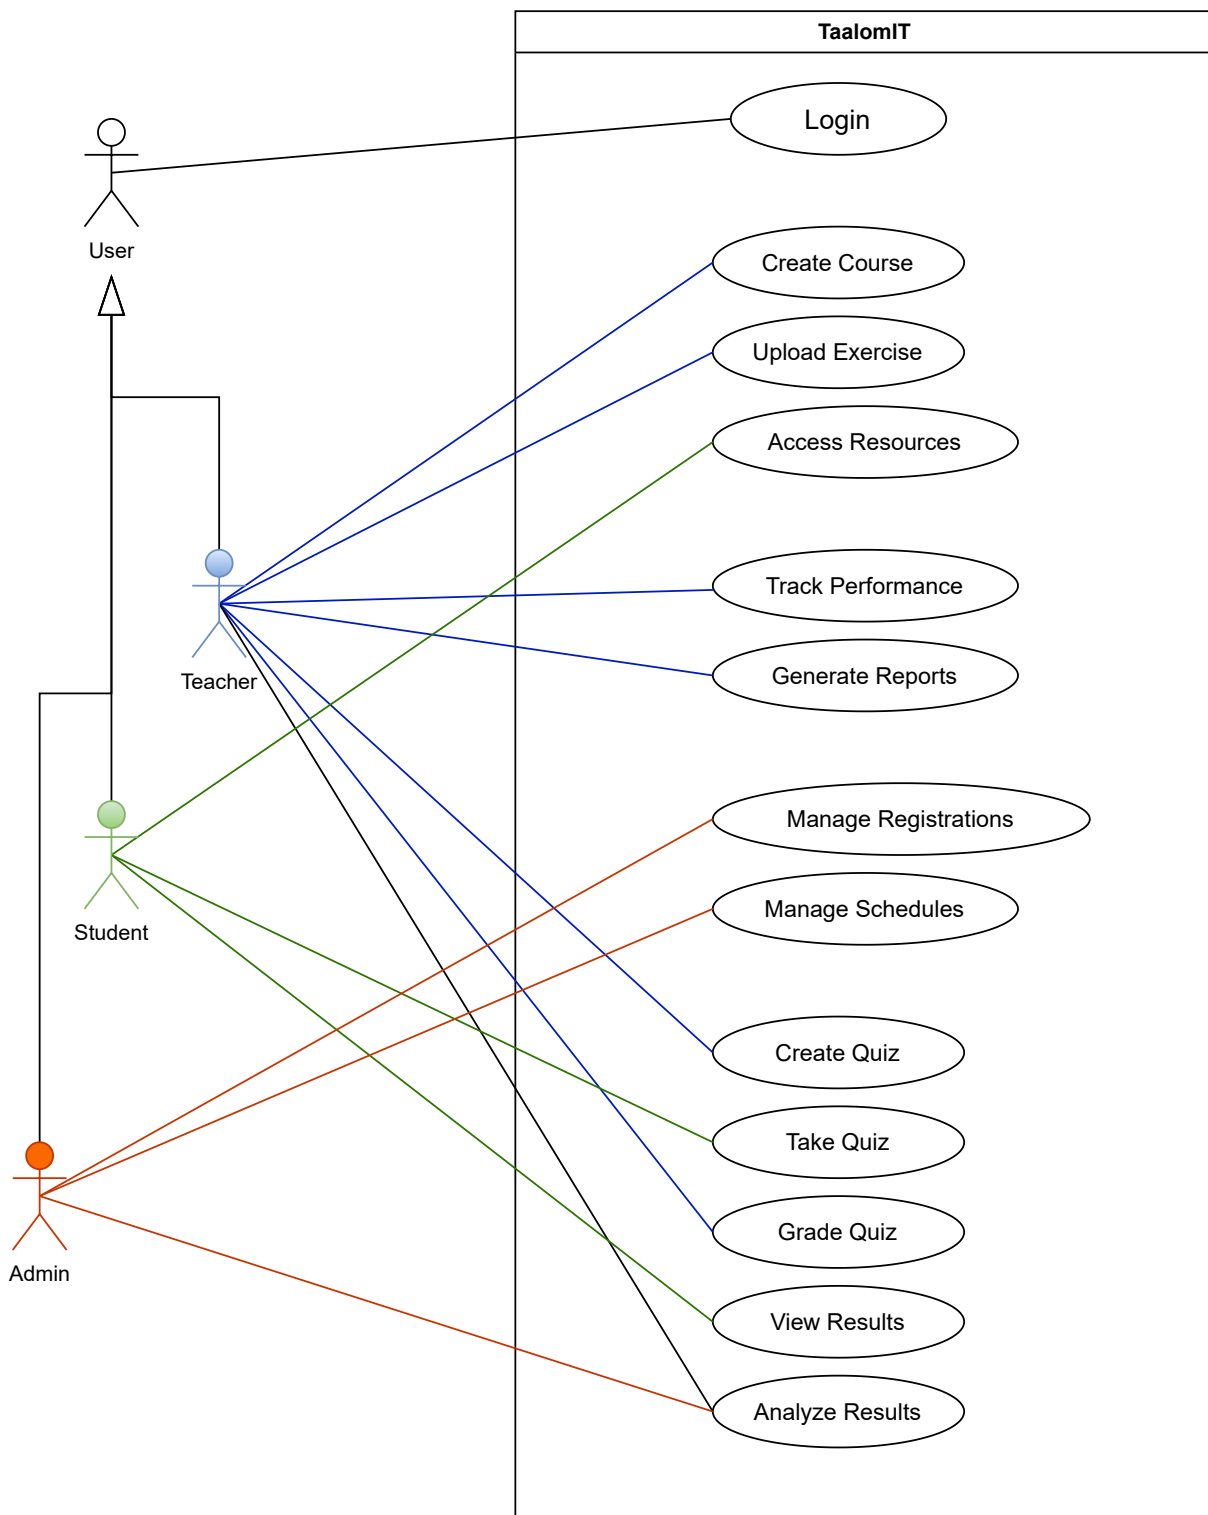 TaalomIT
Login
User
Create Course
Upload Exercise
Access Resources
Track Performance
Teacher
Generate Reports
Manage Registrations
Manage Schedules
Student
Create Quiz
Take Quiz
Grade Quiz
Admin
View Results
Analyze Results